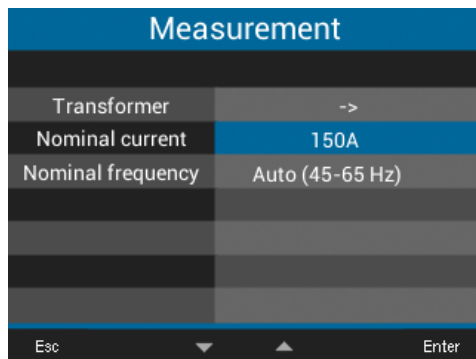 Measurement
Transformer ->
Nominal current 150A
Nominal frequency Auto (45-65 Hz)
Esc Enter